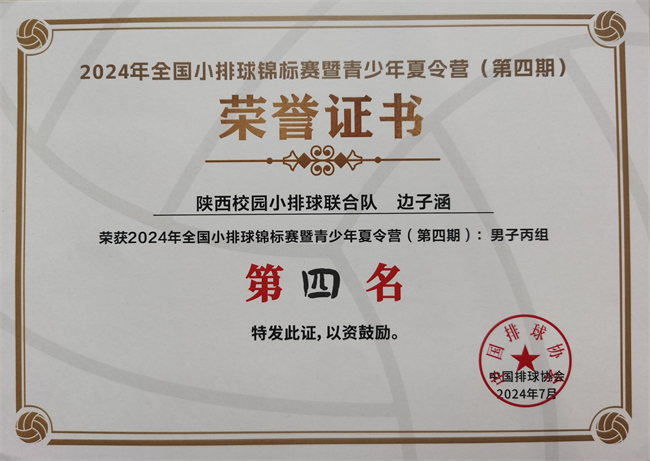 2024年全国小排球锦标赛暨青少年夏令营（第四期）
荣誉证书
陕西校园小排球联合队 边子涵
荣获2024年全国小排球锦标赛暨青少年夏令营（第四期）：男子丙组
第四名
特发此证，以资鼓励。
中国排球协会
中国排球协会
2024年7月